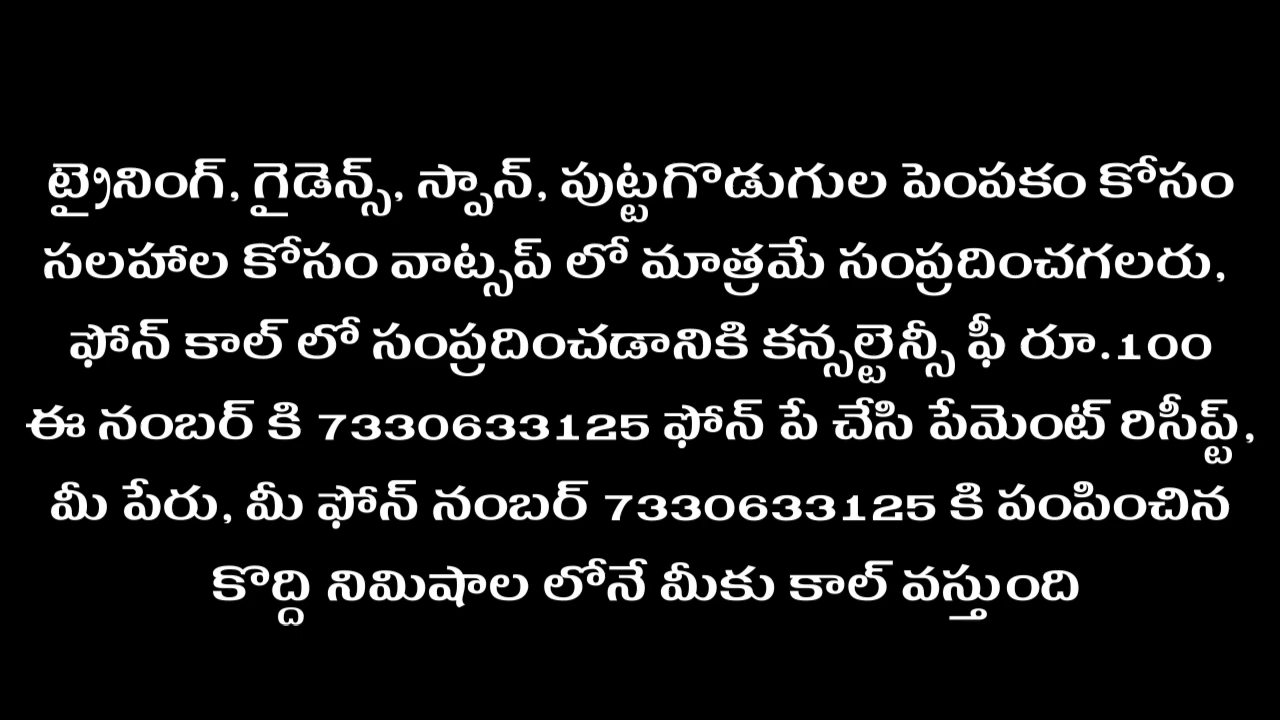 ట్రైనింగ్, గైడెన్స్, స్పాన్, పుట్టగొడుగుల పెంపకం కోసం
సలహాల కోసం వాట్సప్ లో మాత్రమే సంప్రదించగలరు,
ఫోన్ కాల్ లో సంప్రదించడానికి కన్సల్టెన్సీ ఫీ రూ.100
ఈ నంబర్ కి 7330633125 ఫోన్ పే చేసి పేమెంట్ రిసీప్ట్,
మీ పేరు, మీ ఫోన్ నంబర్ 7330633125 కి పంపించిన
కొద్ది నిమిషాల లోనే మీకు కాల్ వస్తుంది